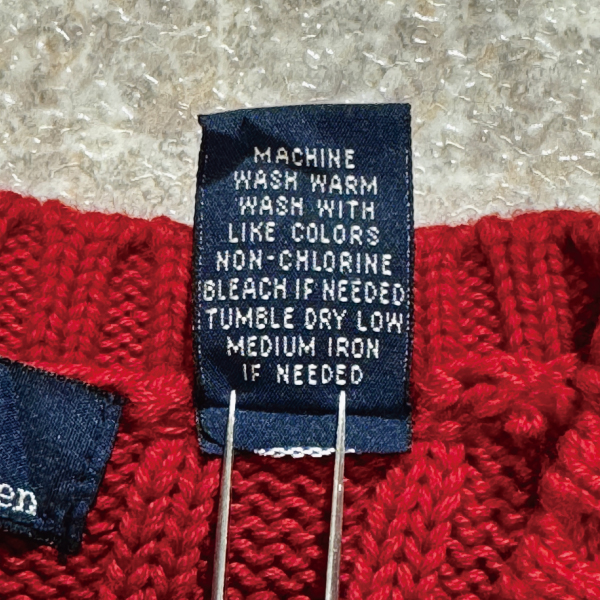 MACHINE
WASH WARM
WASH WITH
LIKE COLORS
NON-CHLORINE
BLEACH IF NEEDED
TUMBLE DRY LOW
MEDIUM IRON
IF NEEDED
en